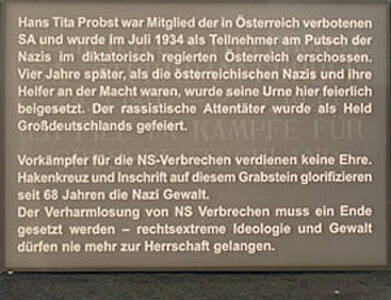 Hans Tita Probst war Mitglied der in Österreich verbotenen
SA und wurde im Juli 1934 als Teilnehmer am Putsch der
Nazis im diktatorisch regierten Österreich erschossen.
Vier Jahre später, als die österreichischen Nazis und ihre
Helfer an der Macht waren, wurde seine Urne hier feierlich
beigesetzt. Der rassistische Attentäter wurde als Held
Großdeutschlands gefeiert.
Vorkämpfer für die NS-Verbrechen verdienen keine Ehre.
Hakenkreuz und Inschrift auf diesem Grabstein glorifizieren
seit 68 Jahren die Nazi Gewalt.
Der Verharmlosung von NS Verbrechen muss ein Ende
gesetzt werden – rechtsextreme Ideologie und Gewalt
dürfen nie mehr zur Herrschaft gelangen.